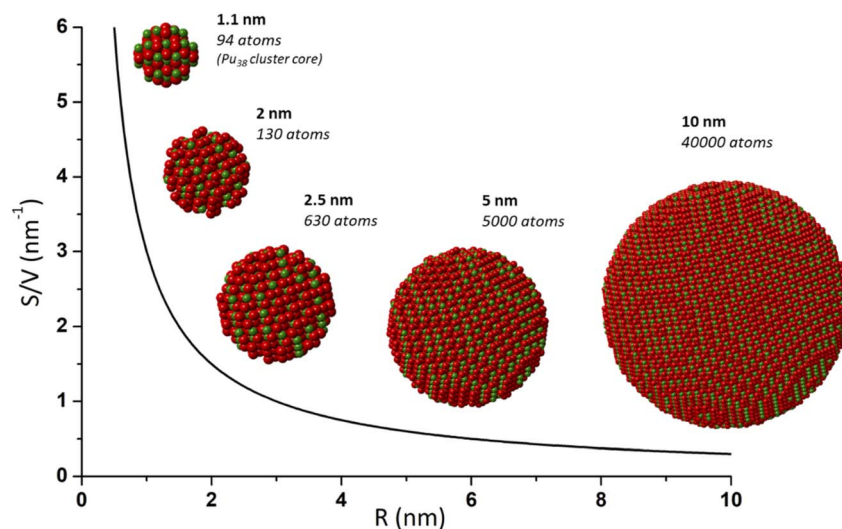 1.1 nm
94 atoms
(Pu38 cluster core)
2 nm
130 atoms
2.5 nm
630 atoms
5 nm
5000 atoms
10 nm
40000 atoms
S/V (nm⁻¹)
6
5
4
3
2
1
0
0 2 4 6 8 10
R (nm)